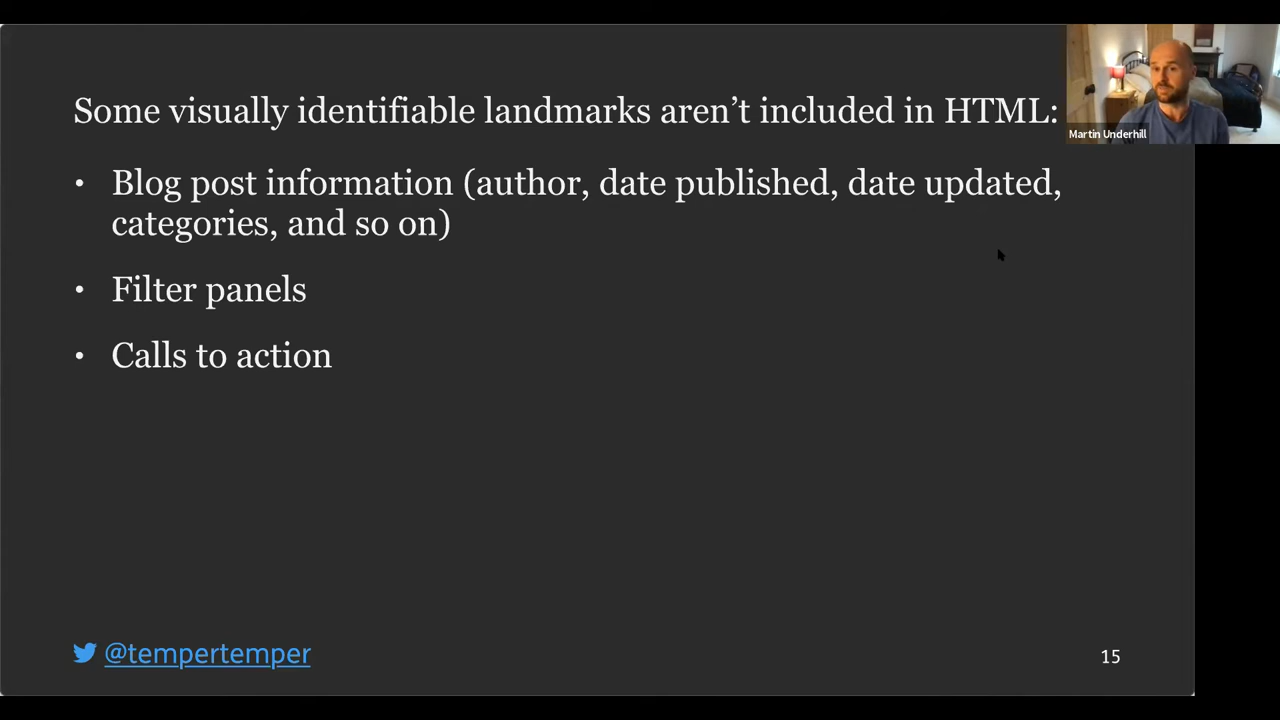 Some visually identifiable landmarks aren’t included in HTML:
Martin Underhill
• Blog post information (author, date published, date updated,
categories, and so on)
• Filter panels
• Calls to action
@tempertemper
15